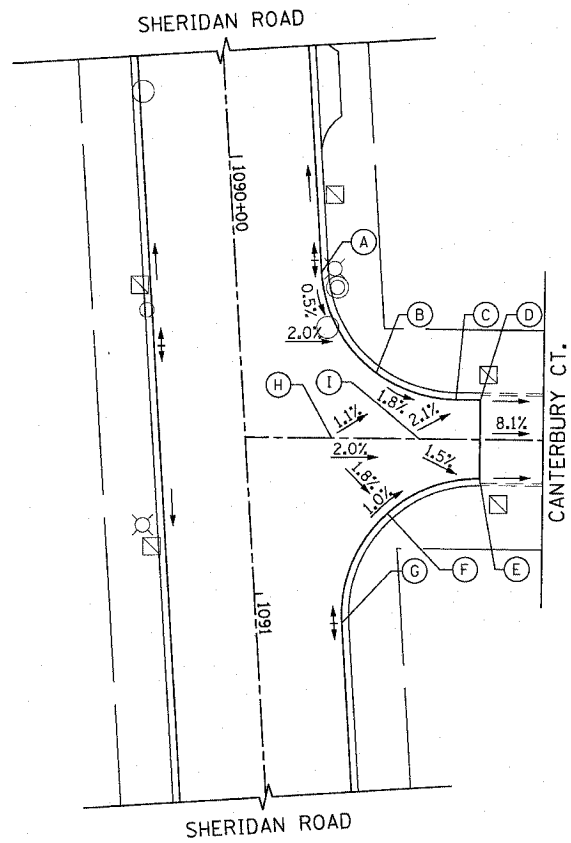 SHERIDAN ROAD
1090+00
A
0.5%
2.0%
B
C
D
H
I
1.8%
2.1%
1.1%
8.1%
2.0%
1.5%
1.8%
1.0%
CANTERBURY CT.
G
F
E
1091
SHERIDAN ROAD